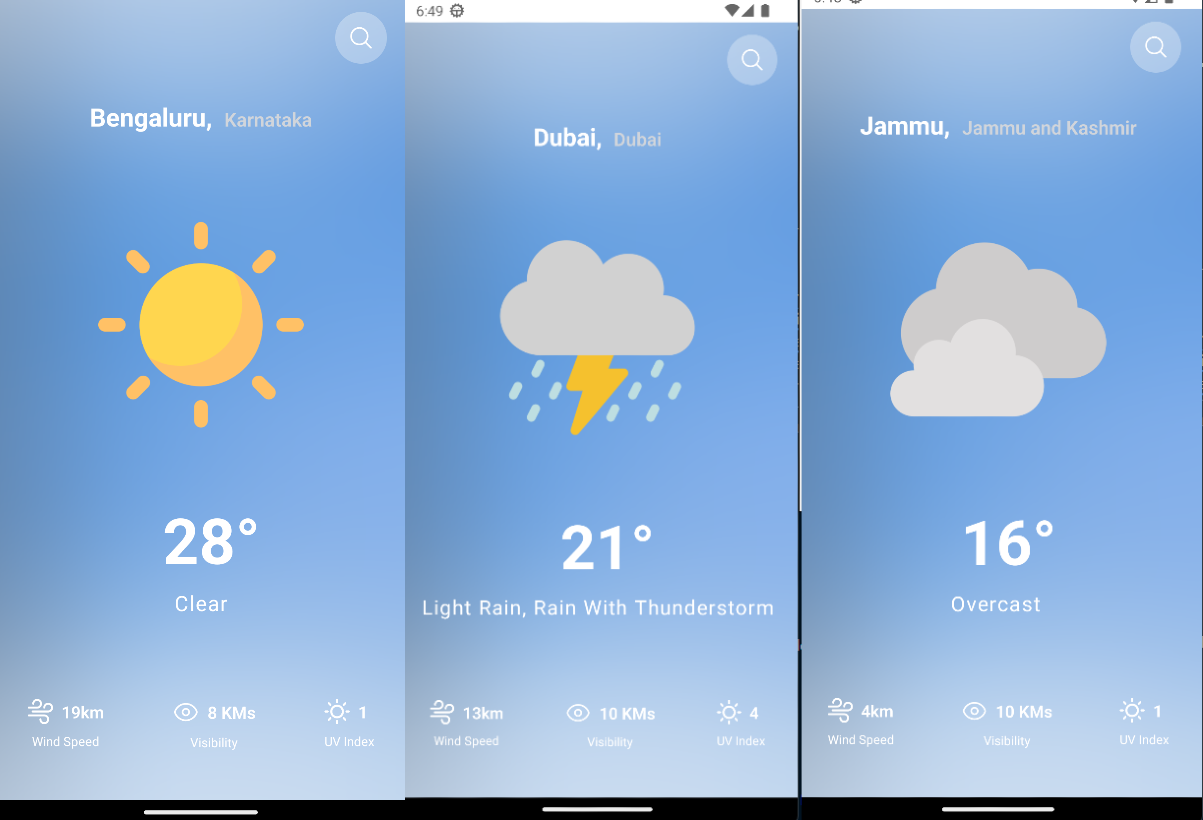 Bengaluru, Karnataka
28°
Clear
19km
Wind Speed
8 KMs
Visibility
1
UV Index
6:49
Dubai, Dubai
21°
Light Rain, Rain With Thunderstorm
13km
Wind Speed
10 KMs
Visibility
4
UV Index
Jammu, Jammu and Kashmir
16°
Overcast
4km
Wind Speed
10 KMs
Visibility
1
UV Index